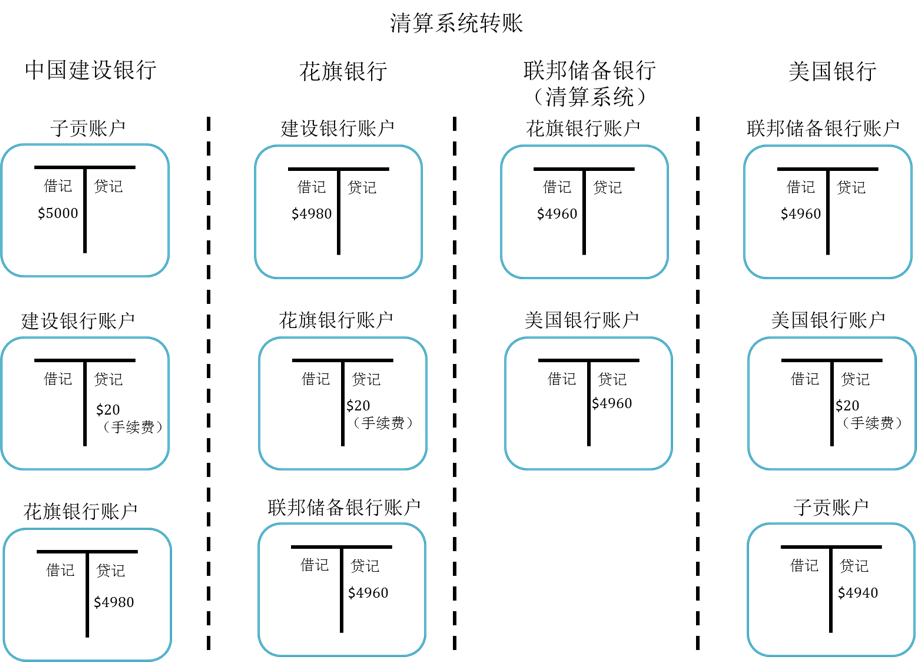 清算系统转账
中国建设银行
花旗银行
联邦储备银行
（清算系统）
美国银行
子贡账户
建设银行账户
花旗银行账户
联邦储备银行账户
借记 贷记
$5000
借记 贷记
$4980
借记 贷记
$4960
借记 贷记
$4960
建设银行账户
花旗银行账户
美国银行账户
美国银行账户
借记 贷记
$20
（手续费）
借记 贷记
$20
（手续费）
借记 贷记
$4960
借记 贷记
$20
（手续费）
花旗银行账户
联邦储备银行账户
子贡账户
借记 贷记
$4980
借记 贷记
$4960
借记 贷记
$4940